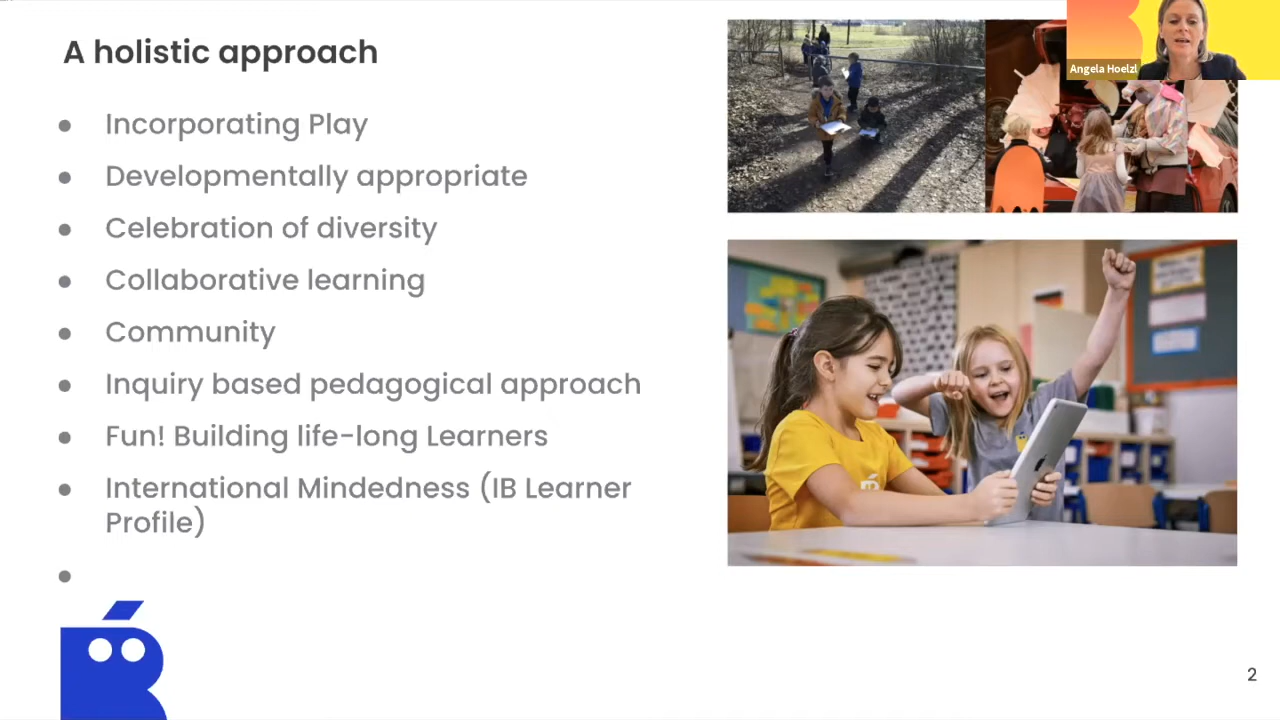 A holistic approach
Angela Hoelzl
● Incorporating Play
● Developmentally appropriate
● Celebration of diversity
● Collaborative learning
● Community
● Inquiry based pedagogical approach
● Fun! Building life-long Learners
● International Mindedness (IB Learner
Profile)
●
2